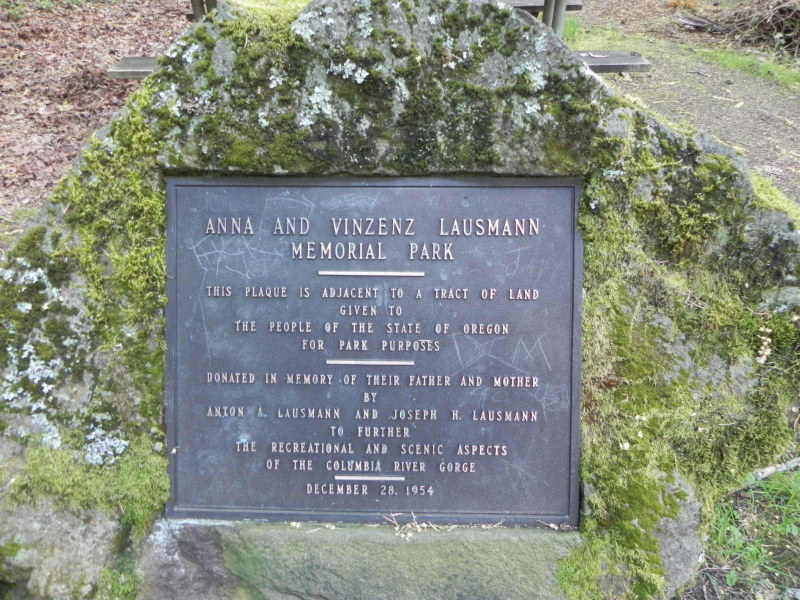 ANNA AND VINZENZ LAUSMANN
MEMORIAL PARK
THIS PLAQUE IS ADJACENT TO A TRACT OF LAND
GIVEN TO
THE PEOPLE OF THE STATE OF OREGON
FOR PARK PURPOSES
DONATED IN MEMORY OF THEIR FATHER AND MOTHER
BY
ANTON A. LAUSMANN AND JOSEPH H. LAUSMANN
TO FURTHER
THE RECREATIONAL AND SCENIC ASPECTS
OF THE COLUMBIA RIVER GORGE
DECEMBER 28, 1954